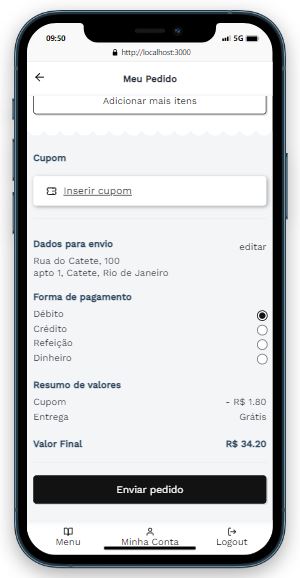 09:50
5G
http://localhost:3000
Meu Pedido
Adicionar mais itens
Cupom
Inserir cupom
Dados para envio
editar
Rua do Catete, 100
apto 1, Catete, Rio de Janeiro
Forma de pagamento
Débito
Crédito
Refeição
Dinheiro
Resumo de valores
Cupom - R$ 1.80
Entrega Grátis
Valor Final R$ 34.20
Enviar pedido
Menu Minha Conta Logout